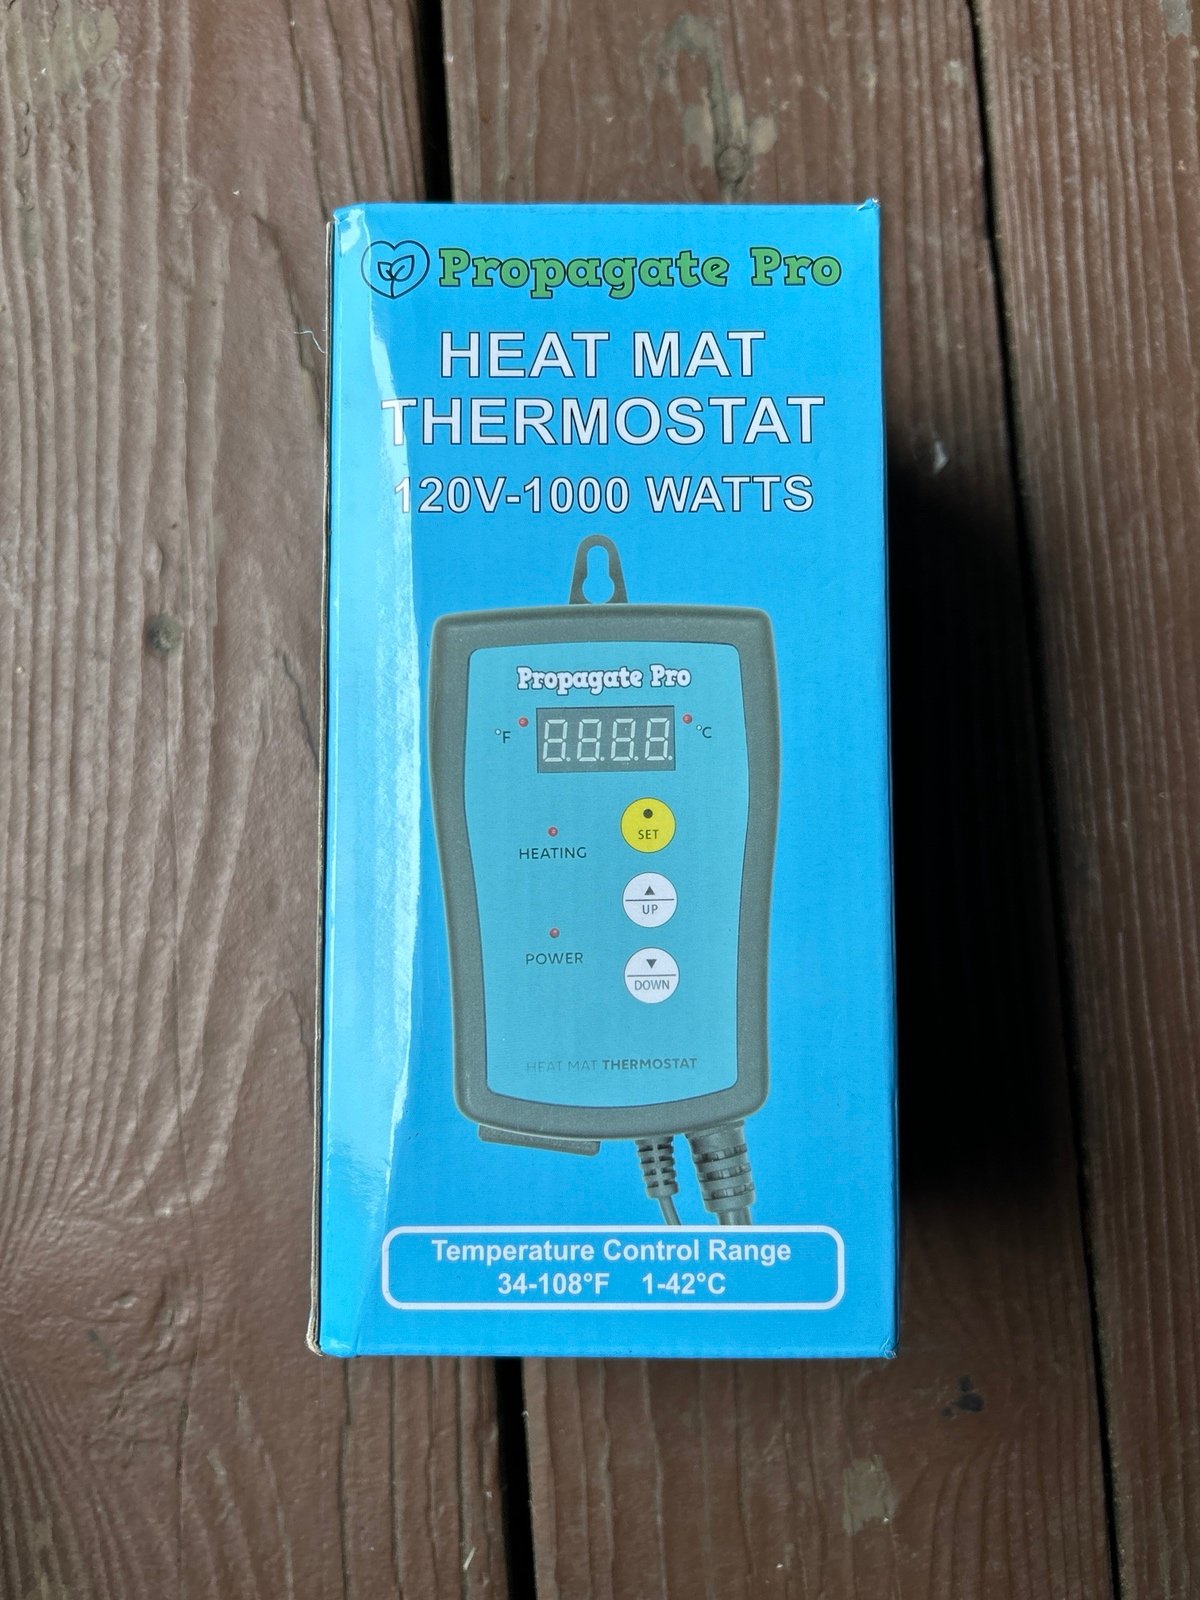 Propagate Pro
HEAT MAT
THERMOSTAT
120V-1000 WATTS
Propagate Pro
°F 8.8.8.8. °C
SET
HEATING
UP
POWER
DOWN
HEAT MAT THERMOSTAT
Temperature Control Range
34-108°F 1-42°C